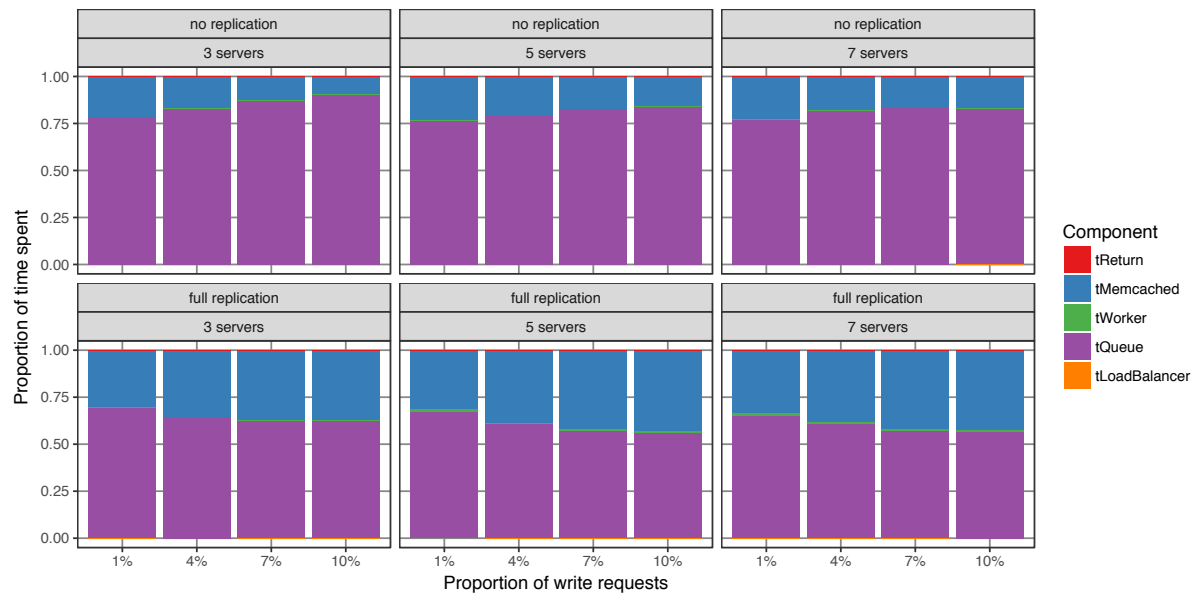 no replication
no replication
no replication
3 servers
5 servers
7 servers
1.00
0.75
0.50
0.25
0.00
full replication
full replication
full replication
3 servers
5 servers
7 servers
1.00
0.75
0.50
0.25
0.00
1%
4%
7%
10%
1%
4%
7%
10%
1%
4%
7%
10%
Proportion of write requests
Proportion of time spent
Component
tReturn
tMemcached
tWorker
tQueue
tLoadBalancer